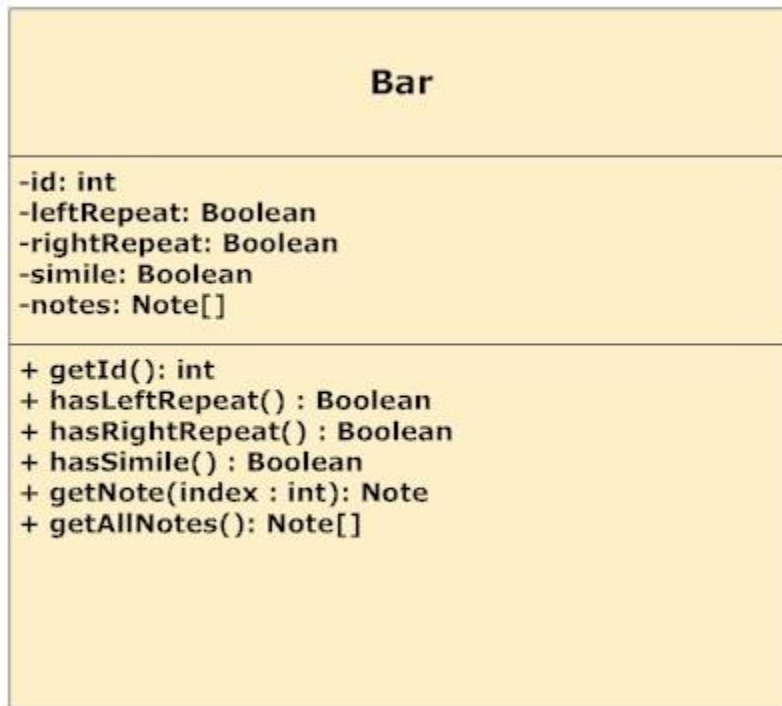 Bar
-id: int
-leftRepeat: Boolean
-rightRepeat: Boolean
-simile: Boolean
-notes: Note[]
+ getId(): int
+ hasLeftRepeat() : Boolean
+ hasRightRepeat() : Boolean
+ hasSimile() : Boolean
+ getNote(index : int): Note
+ getAllNotes(): Note[]